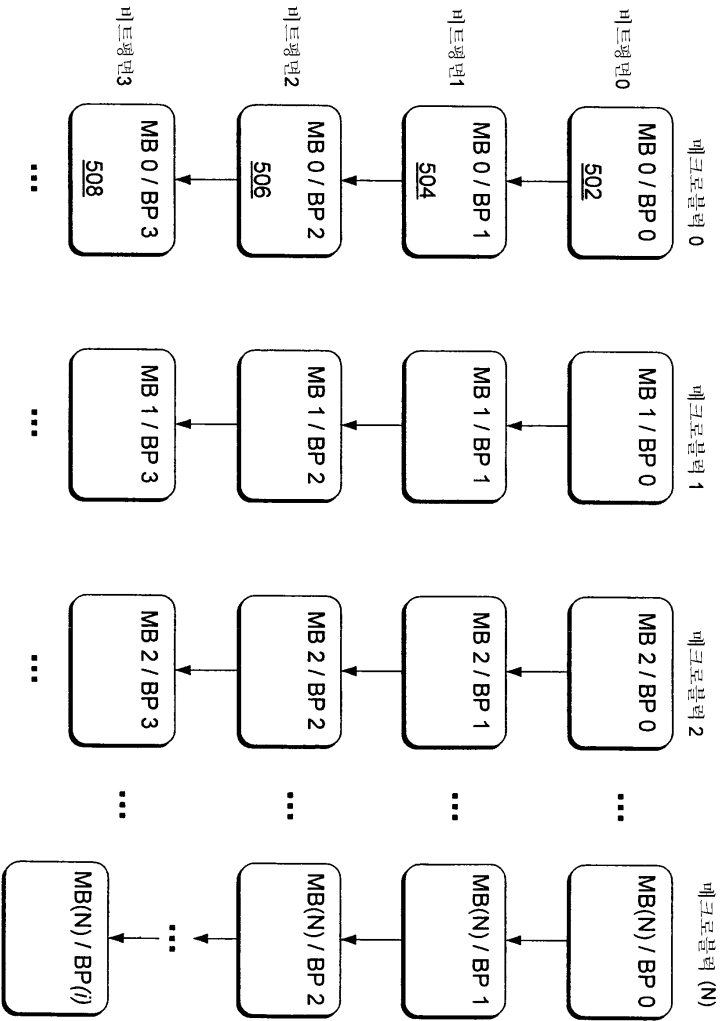 매크로블럭 0
매크로블럭 1
매크로블럭 2
매크로블럭 (N)
비트평면0
MB 0 / BP 0
502
MB 1 / BP 0
MB 2 / BP 0
...
MB(N) / BP 0
비트평면1
MB 0 / BP 1
504
MB 1 / BP 1
MB 2 / BP 1
...
MB(N) / BP 1
비트평면2
MB 0 / BP 2
506
MB 1 / BP 2
MB 2 / BP 2
...
MB(N) / BP 2
비트평면3
MB 0 / BP 3
508
MB 1 / BP 3
MB 2 / BP 3
...
...
...
...
...
MB(N) / BP(i)